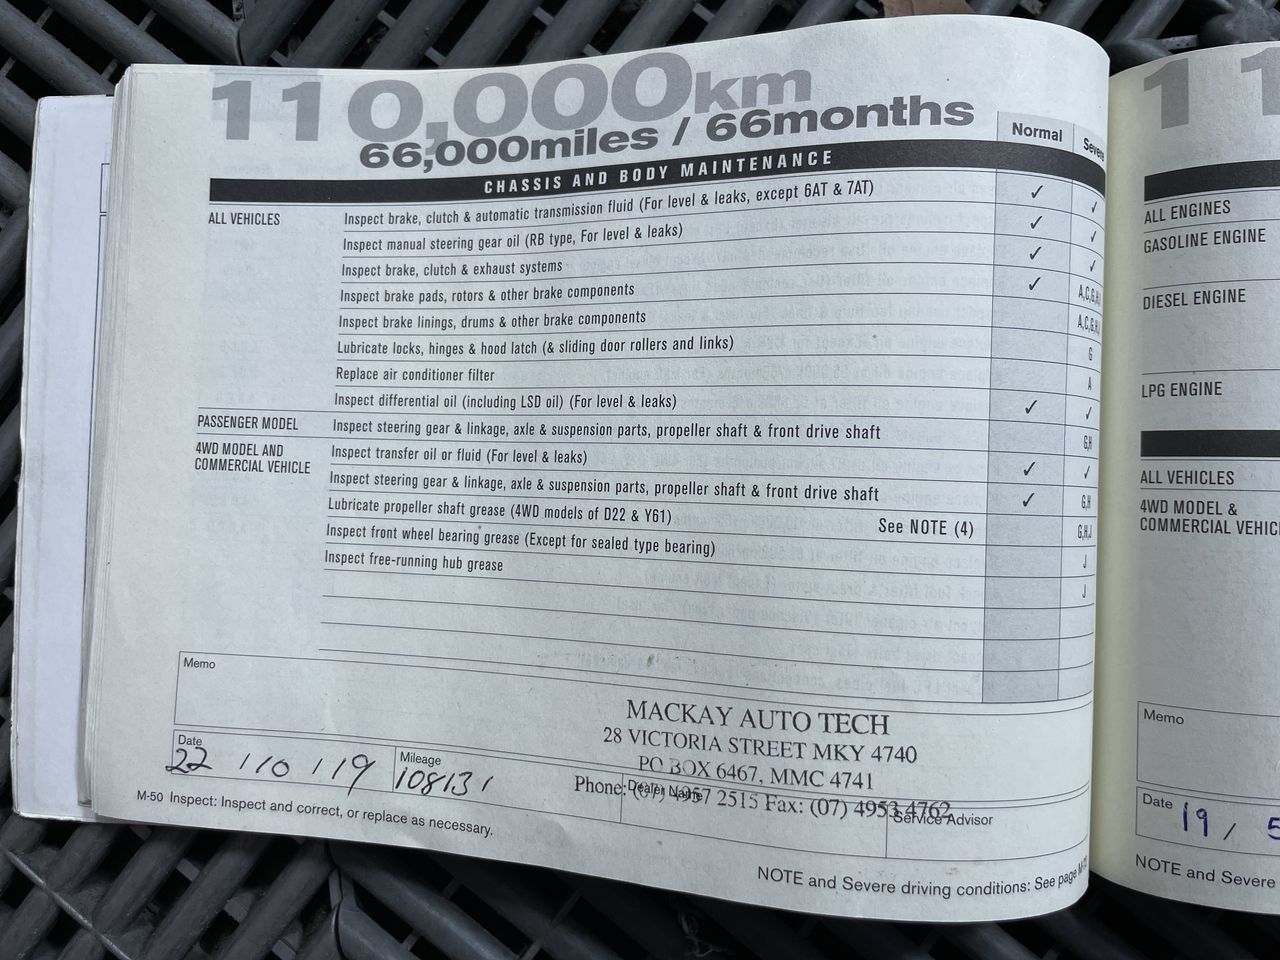 110,000km
66,000miles / 66months
Normal Severe
CHASSIS AND BODY MAINTENANCE
ALL VEHICLES Inspect brake, clutch & automatic transmission fluid (For level & leaks, except 6AT & 7AT) ✓ ✓
Inspect manual steering gear oil (RB type, For level & leaks) ✓ ✓
Inspect brake, clutch & exhaust systems ✓ ✓
Inspect brake pads, rotors & other brake components ✓ A,C,G,H,
Inspect brake linings, drums & other brake components A,C,G,H,
Lubricate locks, hinges & hood latch (& sliding door rollers and links) G
Replace air conditioner filter A
Inspect differential oil (including LSD oil) (For level & leaks) ✓ ✓
PASSENGER MODEL Inspect steering gear & linkage, axle & suspension parts, propeller shaft & front drive shaft G,H
4WD MODEL AND COMMERCIAL VEHICLE Inspect transfer oil or fluid (For level & leaks) ✓ ✓
Inspect steering gear & linkage, axle & suspension parts, propeller shaft & front drive shaft ✓ G,H
Lubricate propeller shaft grease (4WD models of D22 & Y61) See NOTE (4) G,H,J
Inspect front wheel bearing grease (Except for sealed type bearing) J
Inspect free-running hub grease J
Memo
MACKAY AUTO TECH
28 VICTORIA STREET MKY 4740
PO BOX 6467, MMC 4741
Phone: (07) 4957 2515 Fax: (07) 4953 4762
Date
22 / 10 / 19
Mileage
108131
Dealer Name
Service Advisor
M-50 Inspect: Inspect and correct, or replace as necessary.
NOTE and Severe driving conditions: See page
1 1
ALL ENGINES
GASOLINE ENGINE
DIESEL ENGINE
LPG ENGINE
ALL VEHICLES
4WD MODEL &
COMMERCIAL VEHIC
Memo
Date
19 / 5
NOTE and Severe